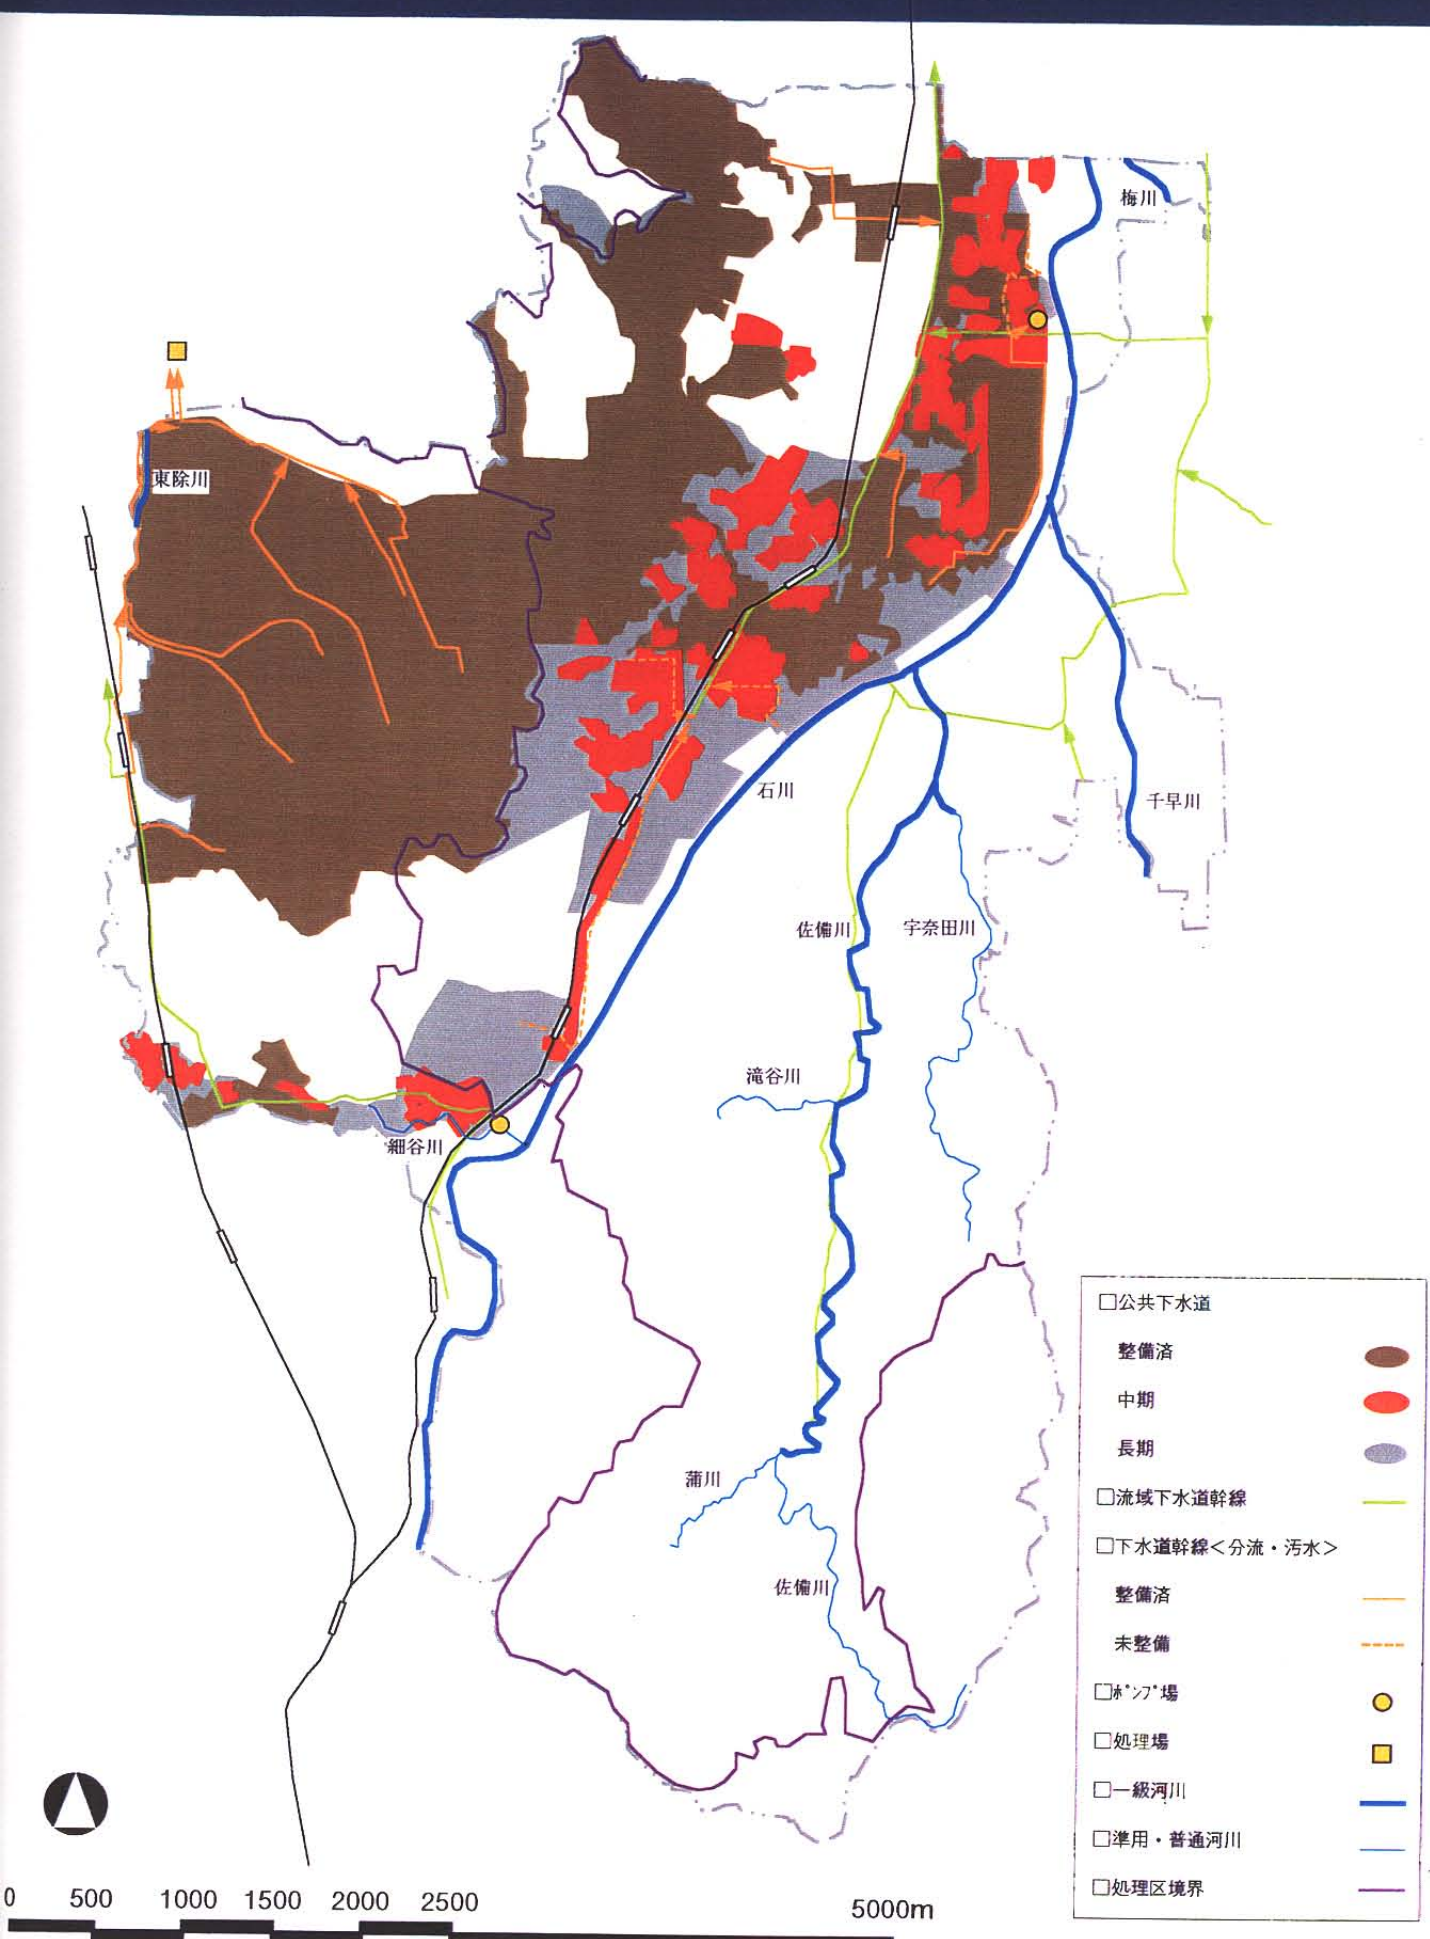 梅川
東除川
石川
千早川
佐備川
宇奈田川
滝谷川
細谷川
蒲川
佐備川
□公共下水道
整備済
中期
長期
□流域下水道幹線
□下水道幹線<分流・汚水>
整備済
未整備
□ポンプ場
□処理場
□一級河川
□準用・普通河川
□処理区境界
0 500 1000 1500 2000 2500 5000m